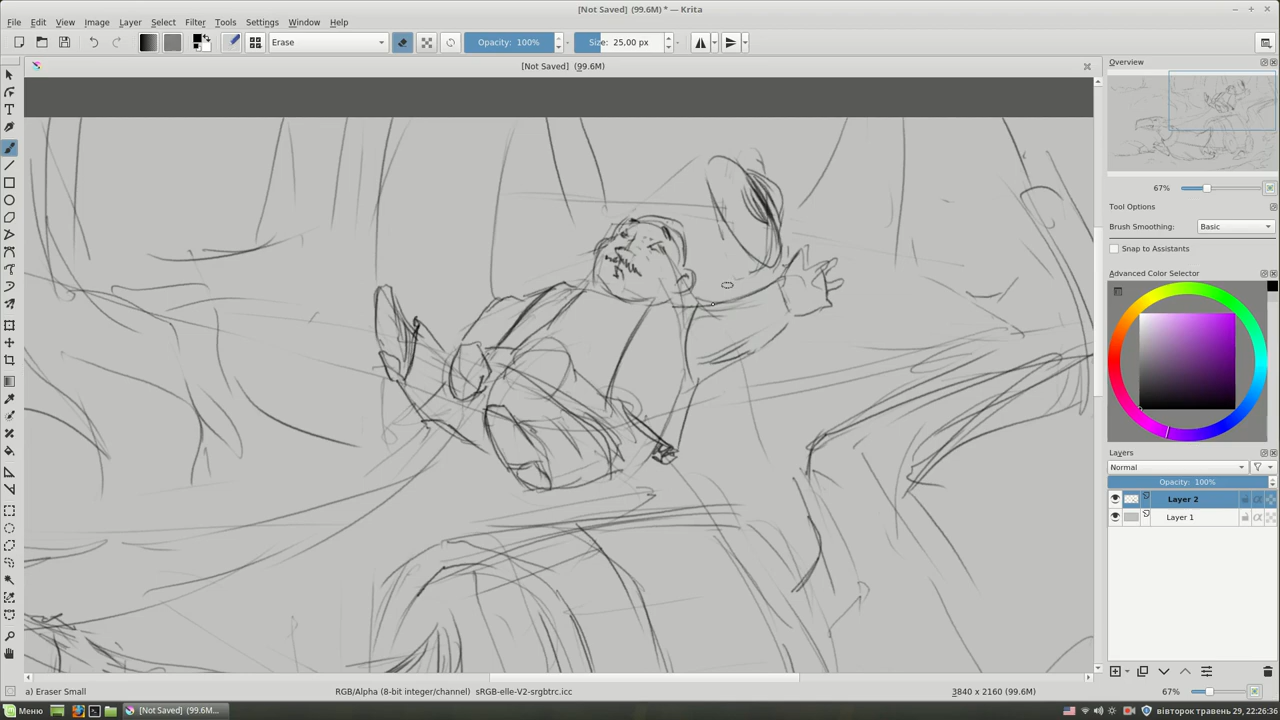 [Not Saved]  (99.6M) * — Krita
File Edit View Image Layer Select Filter Tools Settings Window Help
Erase Opacity: 100% Size: 25.00 px
[Not Saved]  (99.6M)
Overview
67%
Tool Options
Brush Smoothing: Basic
Snap to Assistants
Advanced Color Selector
Layers
Normal
Opacity: 100%
Layer 2
Layer 1
a) Eraser Small RGB/Alpha (8-bit integer/channel) sRGB-elle-V2-srgbtrc.icc 3840 x 2160 (99.6M) 67%
Меню [Not Saved] (99.6M... вівторок травень 29, 22:26:36